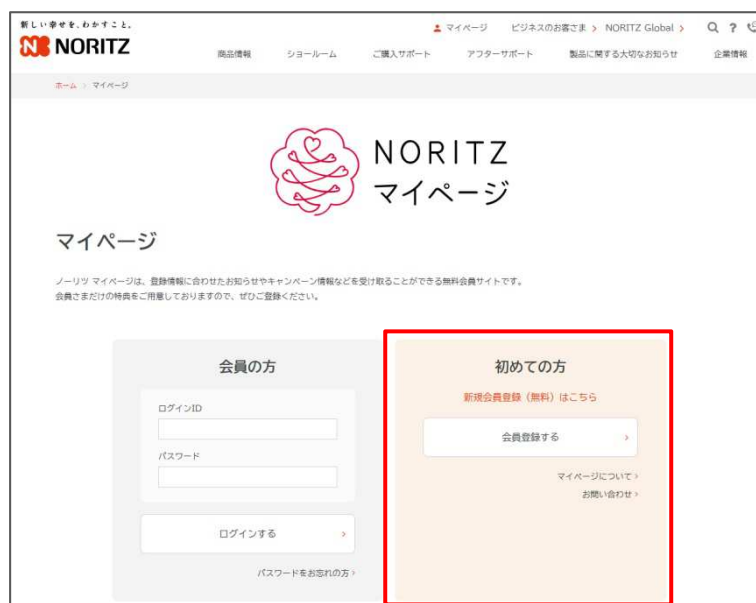 新しい幸せを、わかすこと。
NORITZ
マイページ ビジネスのお客さま > NORITZ Global >
商品情報 ショールーム ご購入サポート アフターサポート 製品に関する大切なお知らせ 企業情報
ホーム > マイページ
NORITZ
マイページ
マイページ
ノーリツ マイページは、登録情報に合わせたお知らせやキャンペーン情報などを受け取ることができる無料会員サイトです。
会員さまだけの特典をご用意しておりますので、ぜひご登録ください。
会員の方
ログインID
パスワード
ログインする
パスワードをお忘れの方
初めての方
新規会員登録（無料）はこちら
会員登録する
マイページについて
お問い合わせ